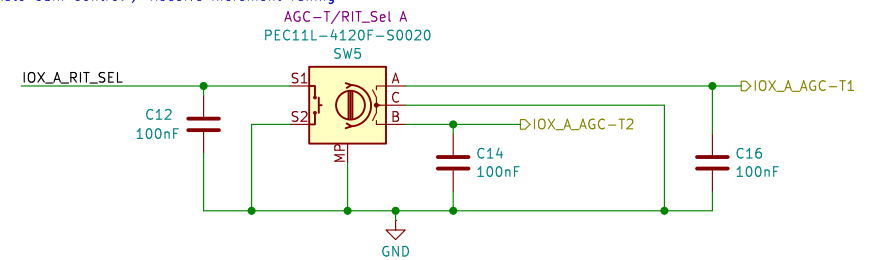 AGC-T/RIT_Sel A
PEC11L-4120F-S0020
SW5
IOX_A_RIT_SEL
S1
A
IOX_A_AGC-T1
C
C12
100nF
S2
B
IOX_A_AGC-T2
MP
C14
100nF
C16
100nF
GND